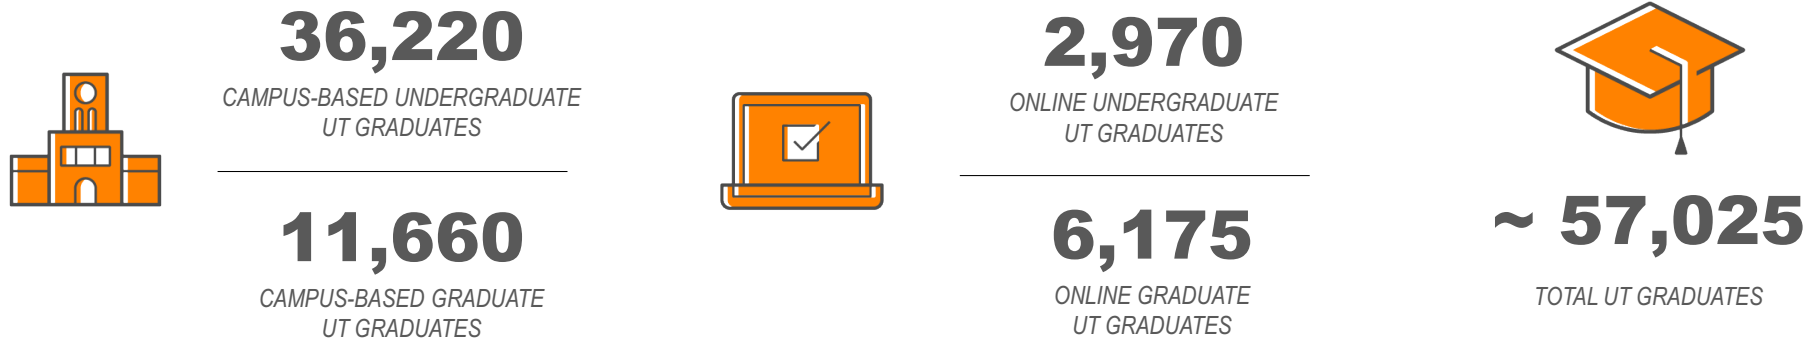 36,220
CAMPUS-BASED UNDERGRADUATE
UT GRADUATES
11,660
CAMPUS-BASED GRADUATE
UT GRADUATES
2,970
ONLINE UNDERGRADUATE
UT GRADUATES
6,175
ONLINE GRADUATE
UT GRADUATES
~ 57,025
TOTAL UT GRADUATES